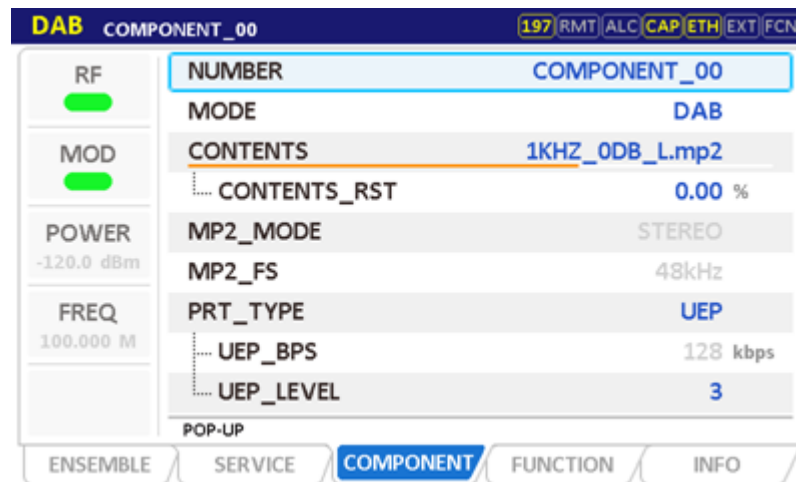 DAB COMPONENT_00 197 RMT ALC CAP ETH EXT FCN
RF
MOD
POWER
-120.0 dBm
FREQ
100.000 M
NUMBER COMPONENT_00
MODE DAB
CONTENTS 1KHZ_0DB_L.mp2
CONTENTS_RST 0.00 %
MP2_MODE STEREO
MP2_FS 48kHz
PRT_TYPE UEP
UEP_BPS 128 kbps
UEP_LEVEL 3
POP-UP
ENSEMBLE SERVICE COMPONENT FUNCTION INFO